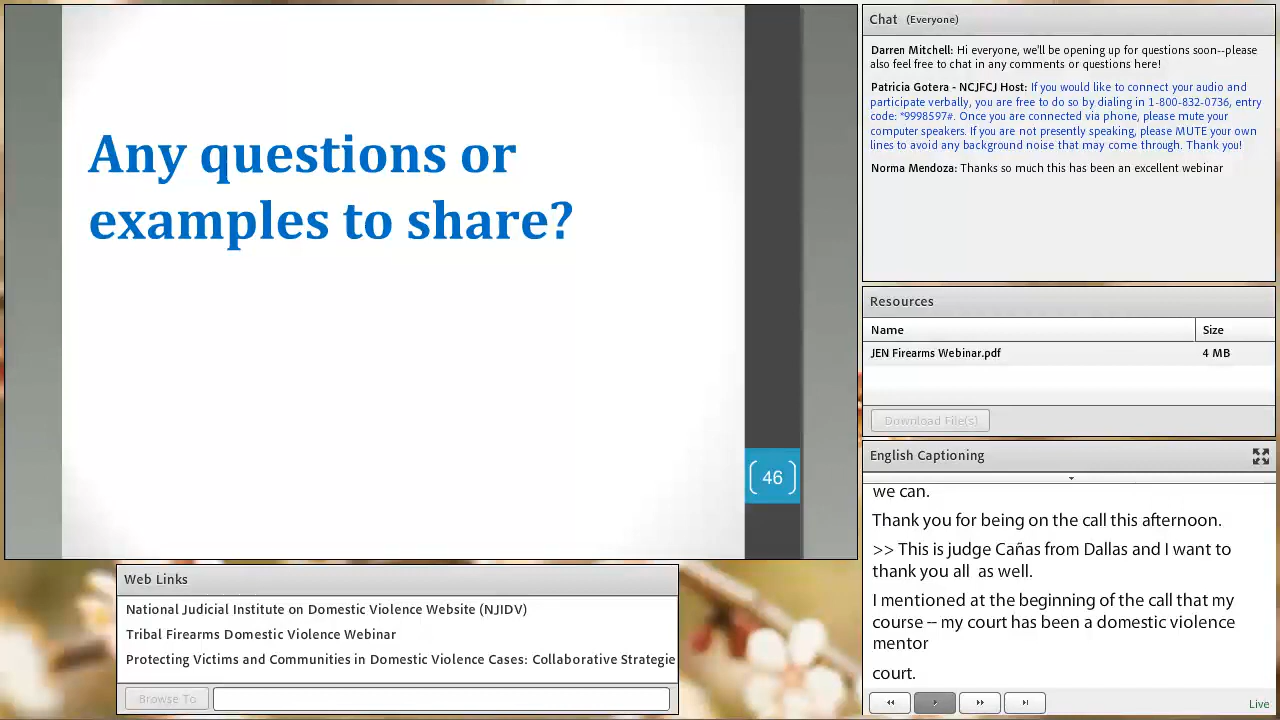 Any questions or
examples to share?
46
Chat (Everyone)
Darren Mitchell: Hi everyone, we'll be opening up for questions soon--please
also feel free to chat in any comments or questions here!
Patricia Gotera - NCJFCJ Host: If you would like to connect your audio and
participate verbally, you are free to do so by dialing in 1-800-832-0736, entry
code: *9998597#. Once you are connected via phone, please mute your
computer speakers. If you are not presently speaking, please MUTE your own
lines to avoid any background noise that may come through. Thank you!
Norma Mendoza: Thanks so much this has been an excellent webinar
Resources
Name Size
JEN Firearms Webinar.pdf 4 MB
Download File(s)
English Captioning
we can.
Thank you for being on the call this afternoon.
>> This is judge Cañas from Dallas and I want to
thank you all as well.
I mentioned at the beginning of the call that my
course -- my court has been a domestic violence
mentor
court.
Live
Web Links
National Judicial Institute on Domestic Violence Website (NJIDV)
Tribal Firearms Domestic Violence Webinar
Protecting Victims and Communities in Domestic Violence Cases: Collaborative Strategie
Browse To